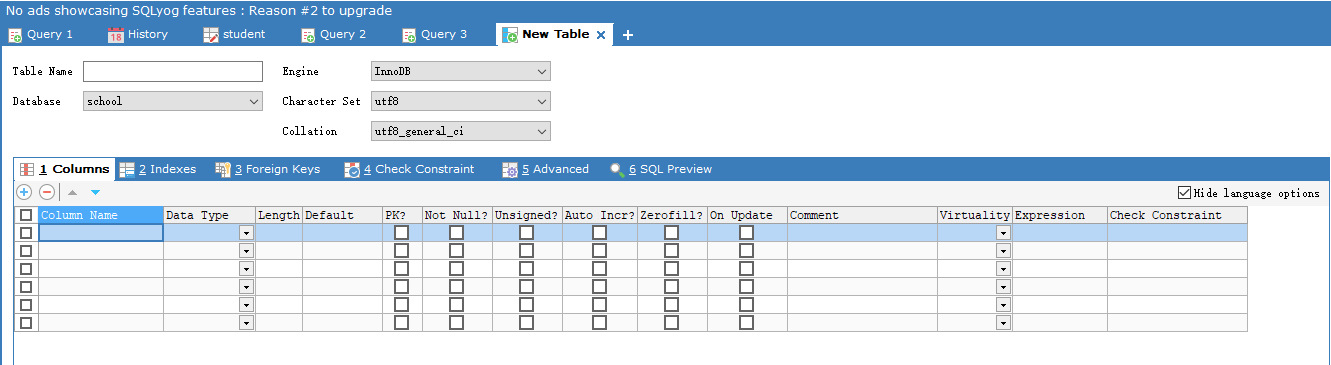 No ads showcasing SQLyog features : Reason #2 to upgrade
Query 1 18 History student Query 2 Query 3 New Table × +
Table Name Engine InnoDB
Database school Character Set utf8
Collation utf8_general_ci
1 Columns 2 Indexes 3 Foreign Keys 4 Check Constraint 5 Advanced 6 SQL Preview
Hide language options
Column Name Data Type Length Default PK? Not Null? Unsigned? Auto Incr? Zerofill? On Update Comment Virtuality Expression Check Constraint